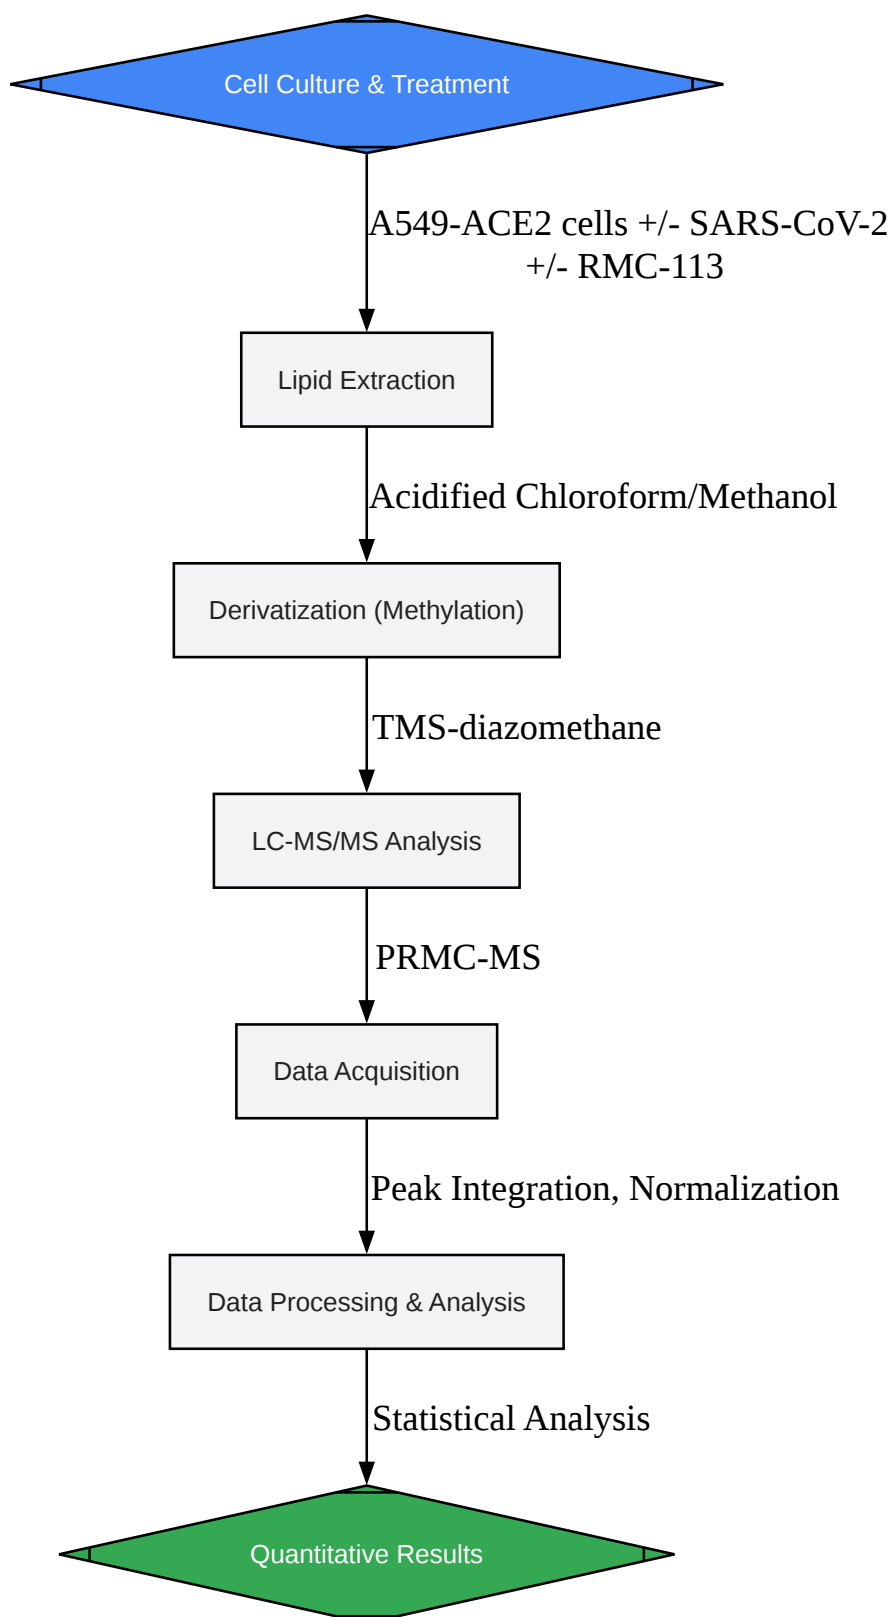 Cell Culture & Treatment
A549-ACE2 cells +/- SARS-CoV-2
+/- RMC-113
Lipid Extraction
Acidified Chloroform/Methanol
Derivatization (Methylation)
TMS-diazomethane
LC-MS/MS Analysis
PRMC-MS
Data Acquisition
Peak Integration, Normalization
Data Processing & Analysis
Statistical Analysis
Quantitative Results